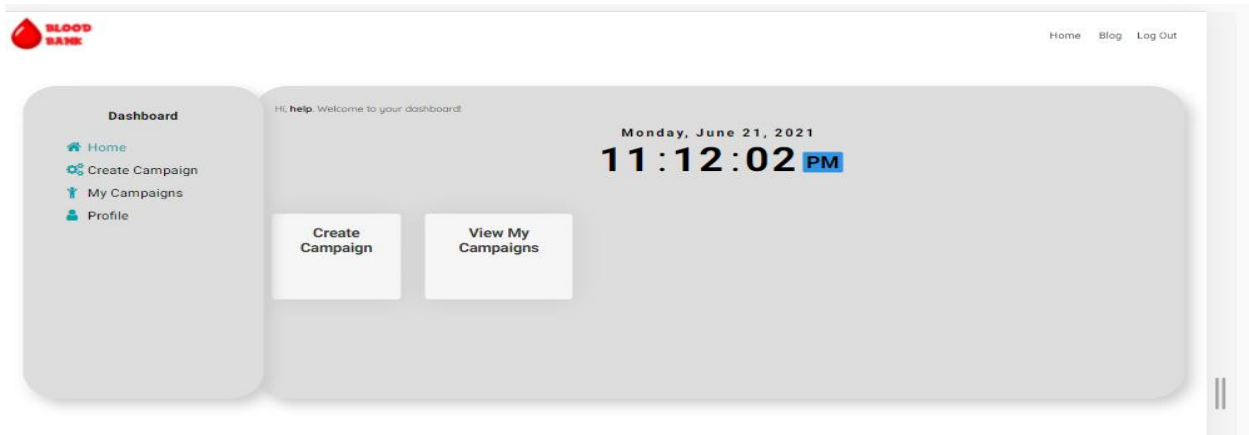 BLOOD
BANK
Home Blog Log Out
Dashboard
Home
Create Campaign
My Campaigns
Profile
Hi, help. Welcome to your dashboard!
Monday, June 21, 2021
11:12:02 PM
Create
Campaign
View My
Campaigns